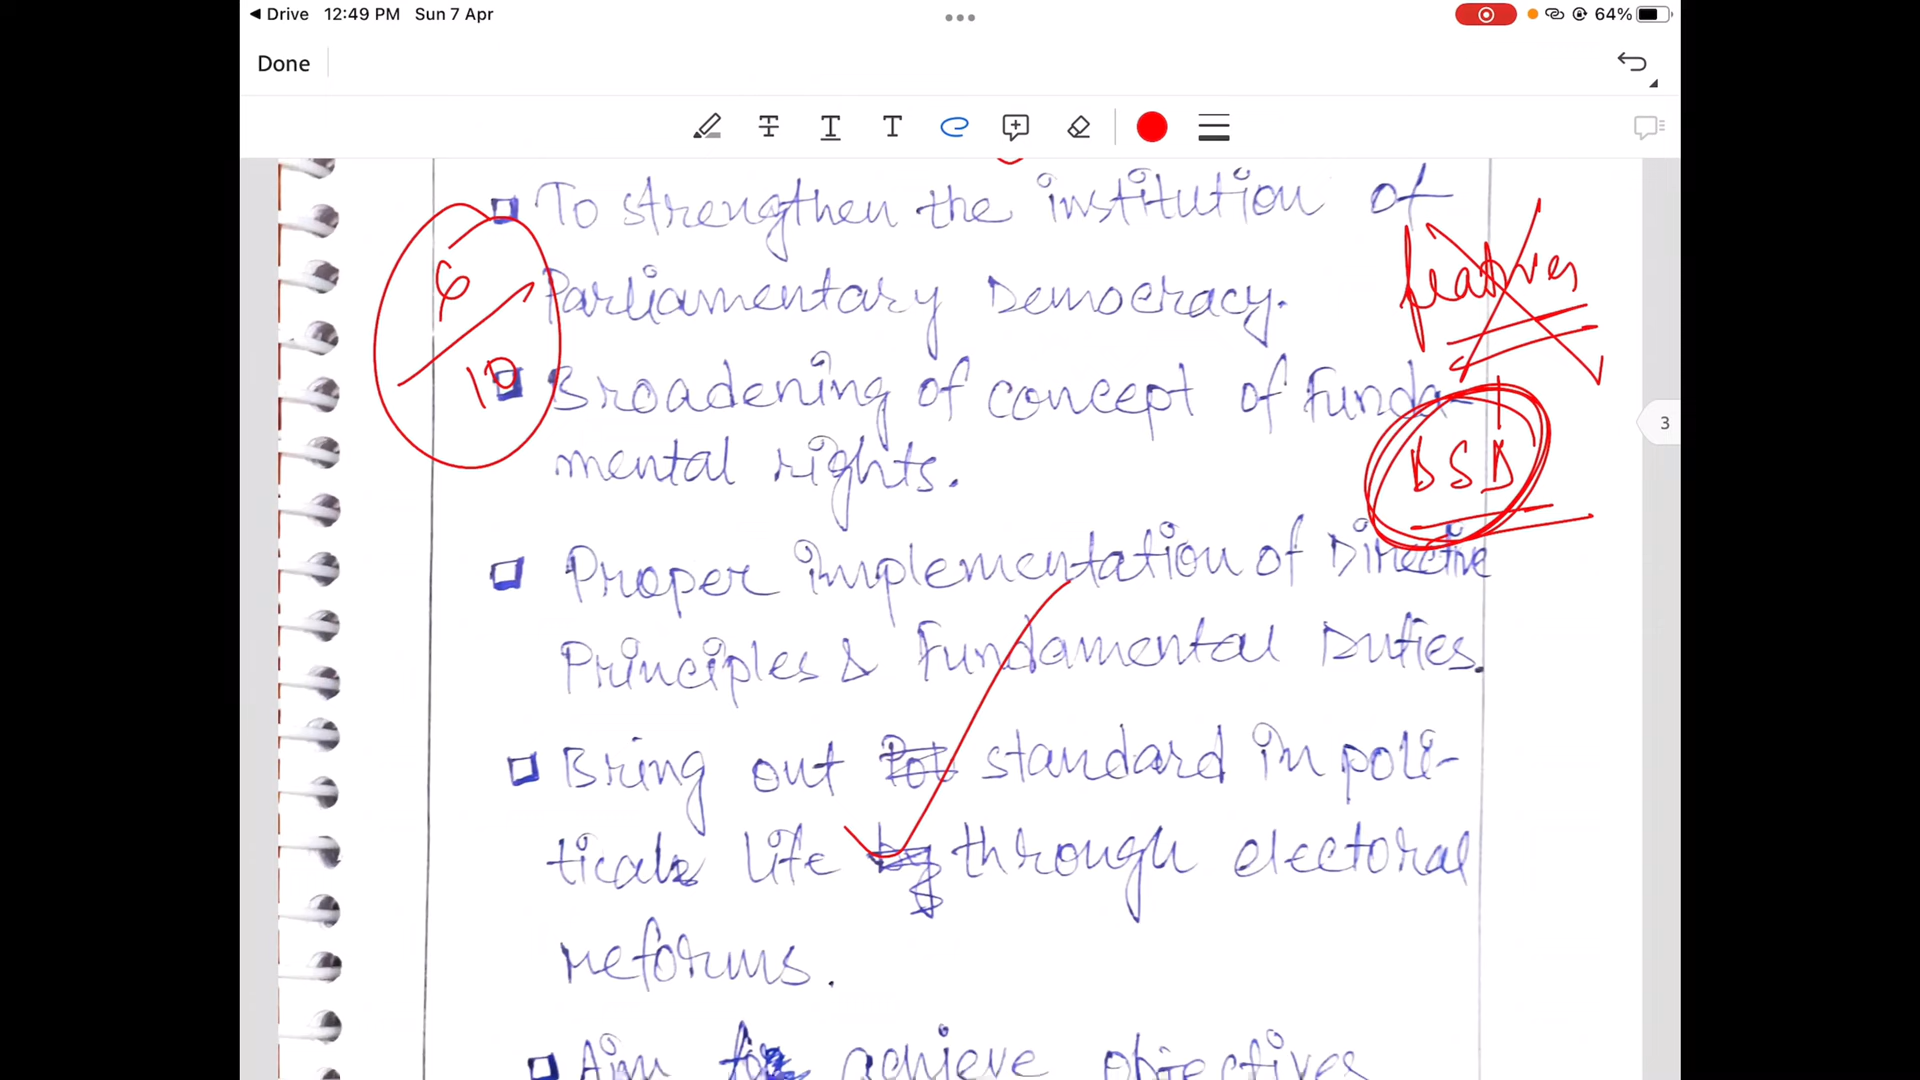 Drive 12:49 PM Sun 7 Apr
64%
Done
To strengthen the institution of
Parliamentary Democracy.
features
10
Broadening of concept of Funda-
mental rights.
BSD
3
Proper implementation of Directive
Principles & Fundamental Duties.
Bring out standard in poli-
tical life through electoral
reforms.
Aim achieve objectives